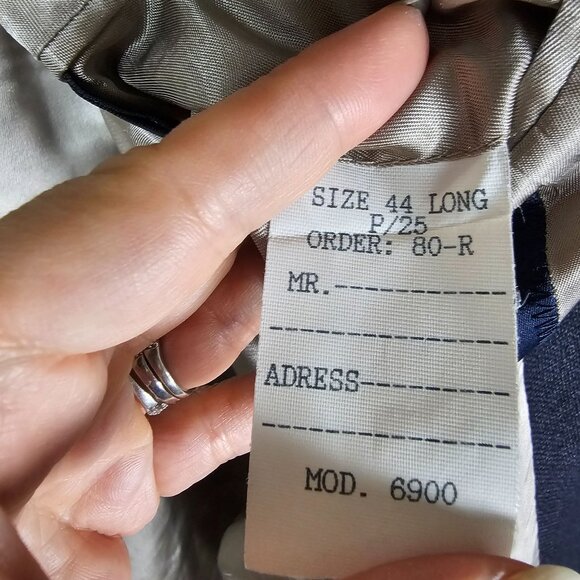 SIZE 44 LONG
P/25
ORDER: 80-R
MR.--------------
--------------------
ADRESS------------
--------------------
MOD. 6900